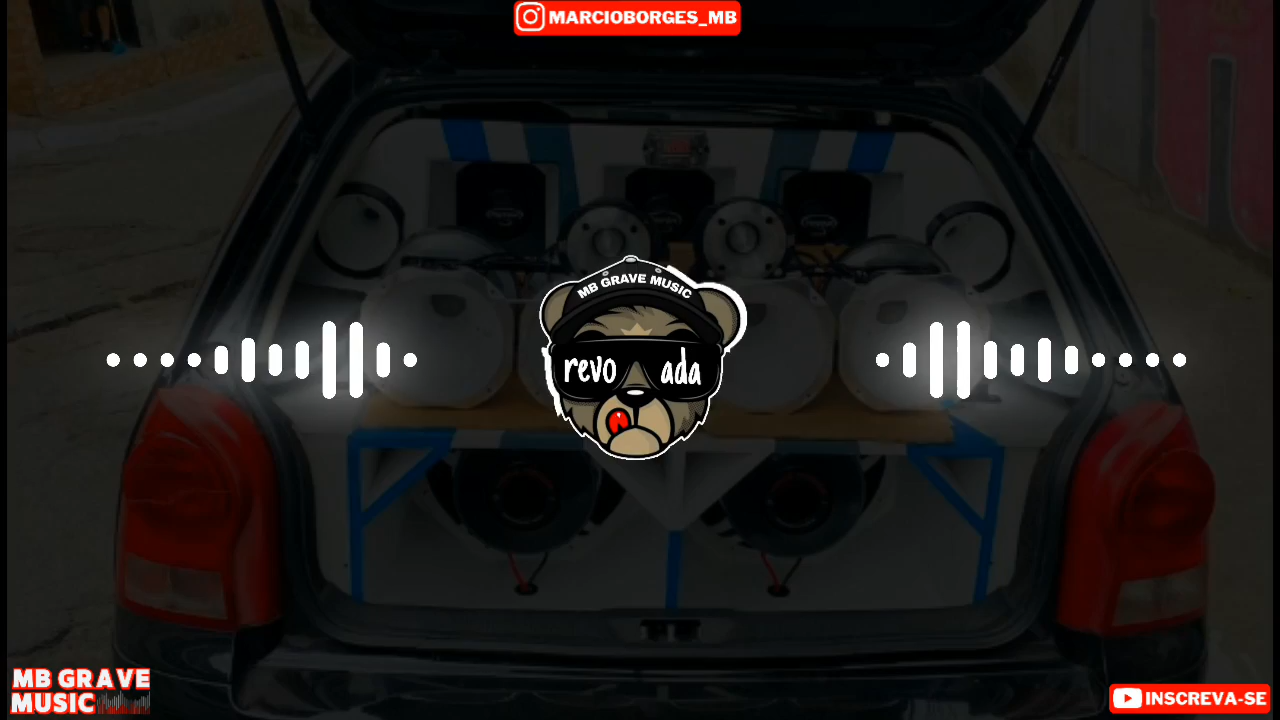 MARCIOBORGES_MB
MB GRAVE MUSIC
revo ada
MB GRAVE
MUSIC
INSCREVA-SE